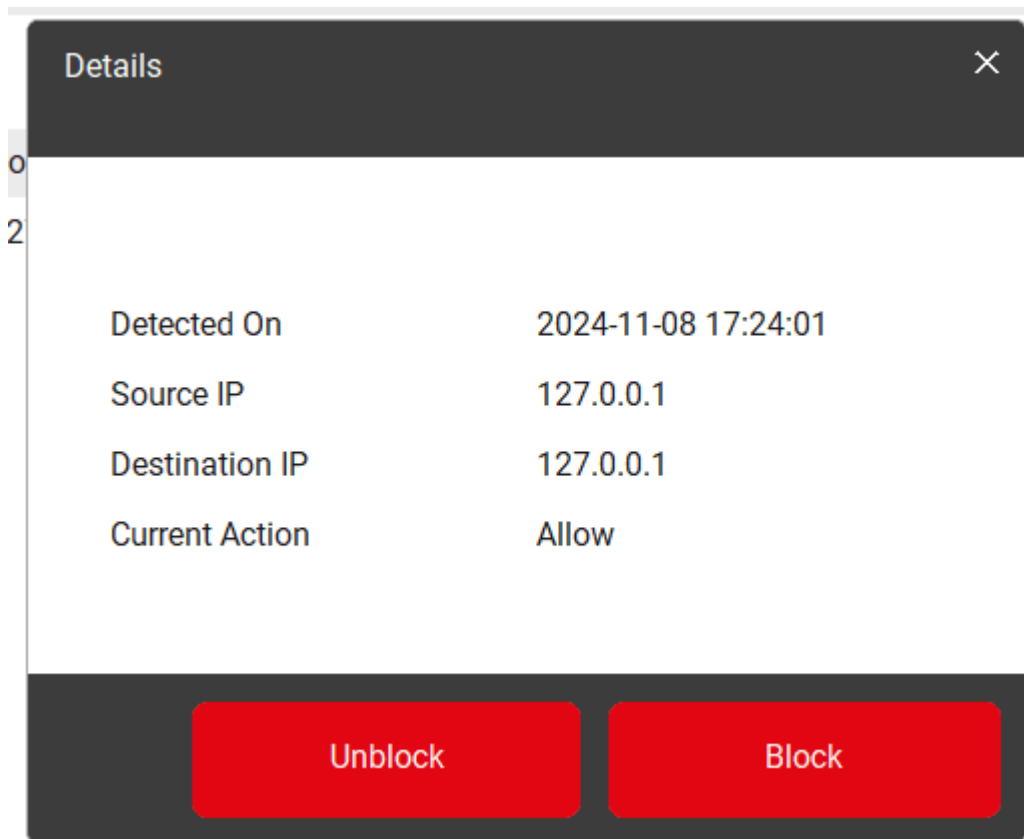 Details
Detected On 2024-11-08 17:24:01
Source IP 127.0.0.1
Destination IP 127.0.0.1
Current Action Allow
Unblock Block